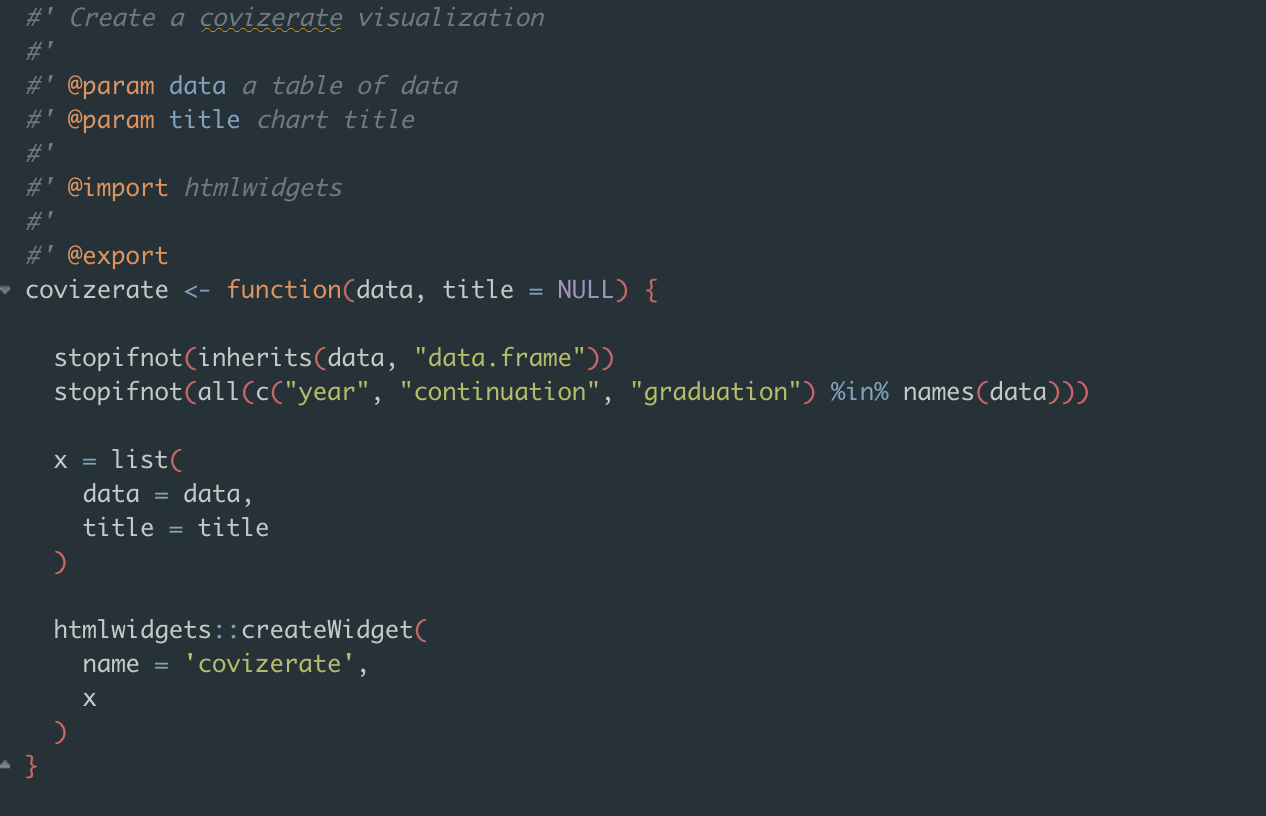 #' Create a covizerate visualization
#'
#' @param data a table of data
#' @param title chart title
#'
#' @import htmlwidgets
#'
#' @export
covizerate <- function(data, title = NULL) {
stopifnot(inherits(data, "data.frame"))
stopifnot(all(c("year", "continuation", "graduation") %in% names(data)))
x = list(
data = data,
title = title
)
htmlwidgets::createWidget(
name = 'covizerate',
x
)
}